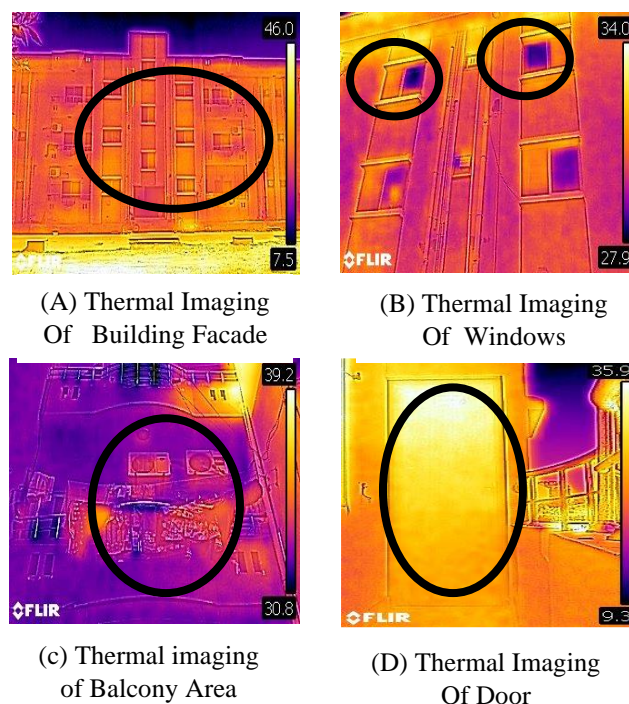 46.0
7.5
◇FLIR
34.0
27.9
◇FLIR
(A) Thermal Imaging
Of Building Facade
(B) Thermal Imaging
Of Windows
39.2
30.8
◇FLIR
35.9
9.3
◇FLIR
(c) Thermal imaging
of Balcony Area
(D) Thermal Imaging
Of Door